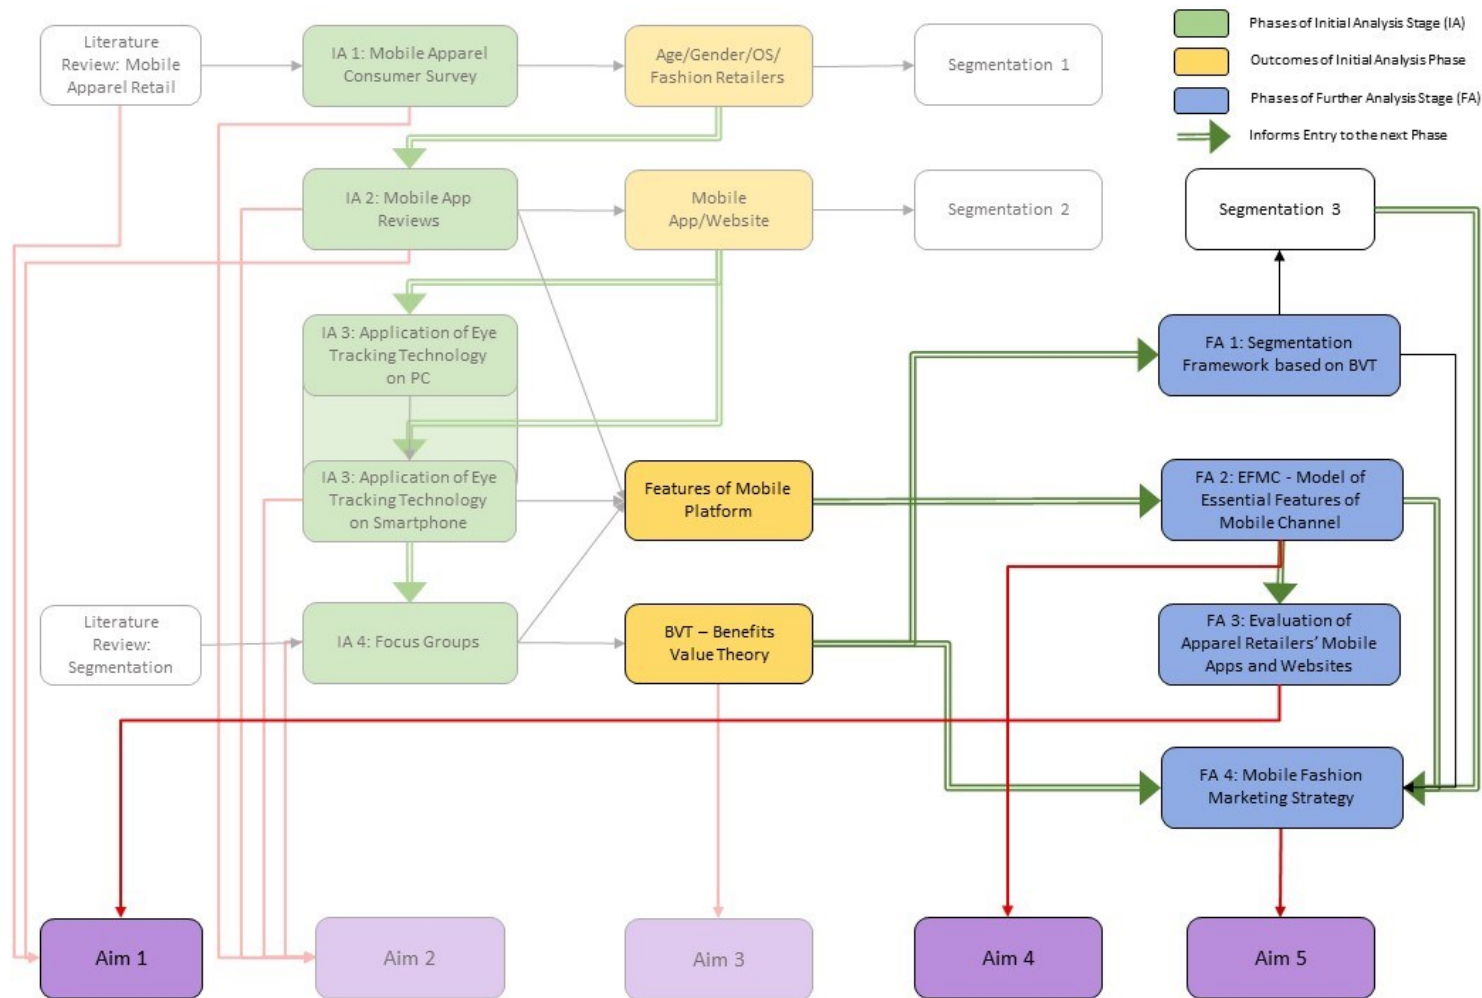 Phases of Initial Analysis Stage (IA)
Outcomes of Initial Analysis Phase
Phases of Further Analysis Stage (FA)
Informs Entry to the next Phase
Literature
Review: Mobile
Apparel Retail
IA 1: Mobile Apparel
Consumer Survey
Age/Gender/OS/
Fashion Retailers
Segmentation 1
IA 2: Mobile App
Reviews
Mobile
App/Website
Segmentation 2
Segmentation 3
IA 3: Application of Eye
Tracking Technology
on PC
FA 1: Segmentation
Framework based on BVT
IA 3: Application of Eye
Tracking Technology
on Smartphone
Features of Mobile
Platform
FA 2: EFMC - Model of
Essential Features of
Mobile Channel
Literature
Review:
Segmentation
IA 4: Focus Groups
BVT – Benefits
Value Theory
FA 3: Evaluation of
Apparel Retailers’ Mobile
Apps and Websites
FA 4: Mobile Fashion
Marketing Strategy
Aim 1
Aim 2
Aim 3
Aim 4
Aim 5